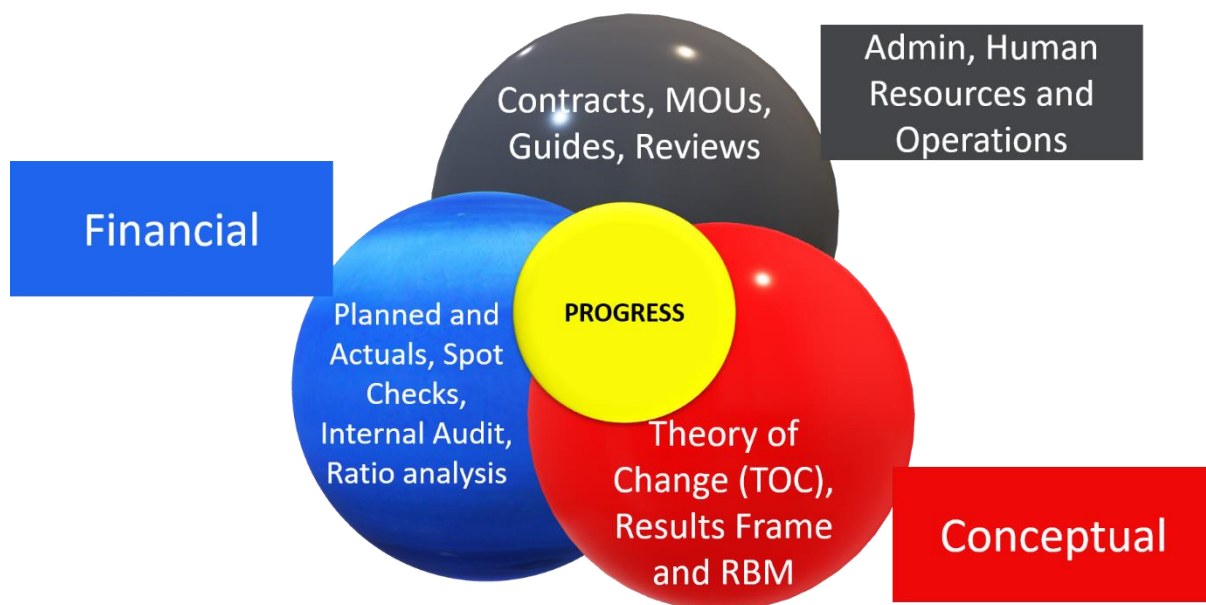 Contracts, MOUs,
Guides, Reviews
Admin, Human
Resources and
Operations
Financial
Planned and
Actuals, Spot
Checks,
Internal Audit,
Ratio analysis
PROGRESS
Theory of
Change (TOC),
Results Frame
and RBM
Conceptual